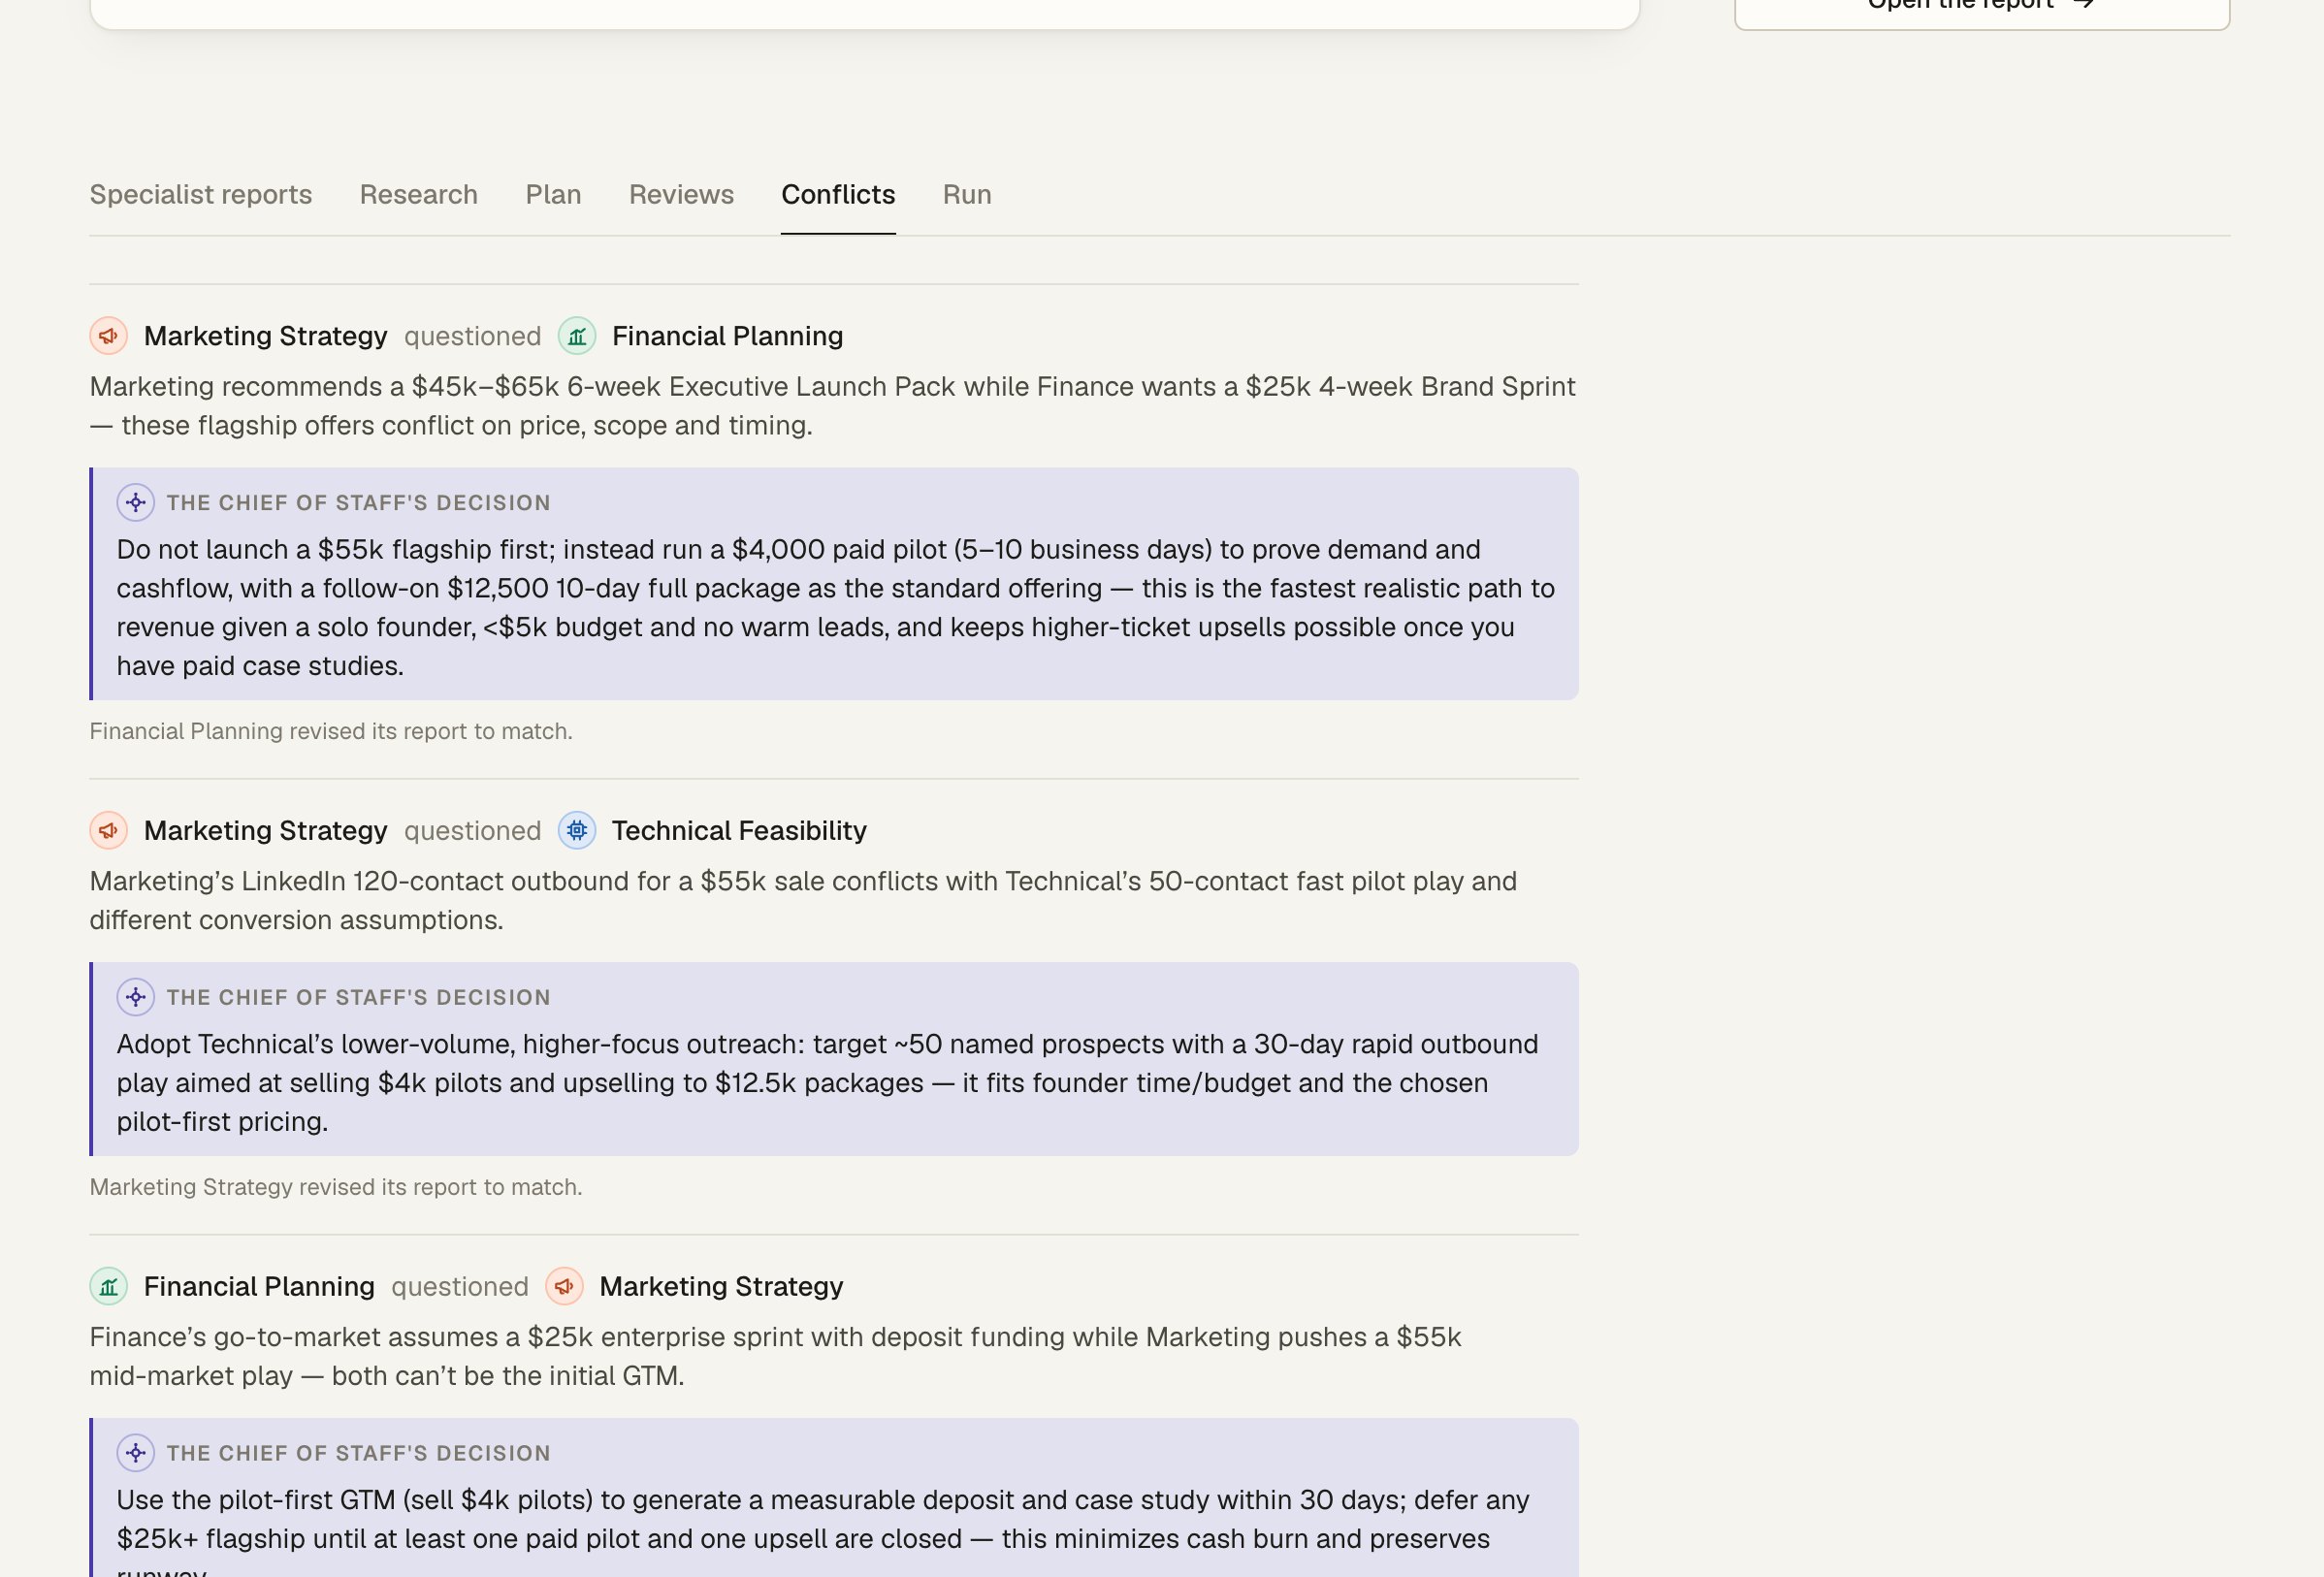 Open the report →
Specialist reports Research Plan Reviews Conflicts Run
Marketing Strategy questioned Financial Planning
Marketing recommends a $45k–$65k 6-week Executive Launch Pack while Finance wants a $25k 4-week Brand Sprint
— these flagship offers conflict on price, scope and timing.
THE CHIEF OF STAFF'S DECISION
Do not launch a $55k flagship first; instead run a $4,000 paid pilot (5–10 business days) to prove demand and
cashflow, with a follow-on $12,500 10-day full package as the standard offering — this is the fastest realistic path to
revenue given a solo founder, <$5k budget and no warm leads, and keeps higher-ticket upsells possible once you
have paid case studies.
Financial Planning revised its report to match.
Marketing Strategy questioned Technical Feasibility
Marketing’s LinkedIn 120-contact outbound for a $55k sale conflicts with Technical’s 50-contact fast pilot play and
different conversion assumptions.
THE CHIEF OF STAFF'S DECISION
Adopt Technical’s lower-volume, higher-focus outreach: target ~50 named prospects with a 30-day rapid outbound
play aimed at selling $4k pilots and upselling to $12.5k packages — it fits founder time/budget and the chosen
pilot-first pricing.
Marketing Strategy revised its report to match.
Financial Planning questioned Marketing Strategy
Finance’s go-to-market assumes a $25k enterprise sprint with deposit funding while Marketing pushes a $55k
mid-market play — both can’t be the initial GTM.
THE CHIEF OF STAFF'S DECISION
Use the pilot-first GTM (sell $4k pilots) to generate a measurable deposit and case study within 30 days; defer any
$25k+ flagship until at least one paid pilot and one upsell are closed — this minimizes cash burn and preserves
runway.